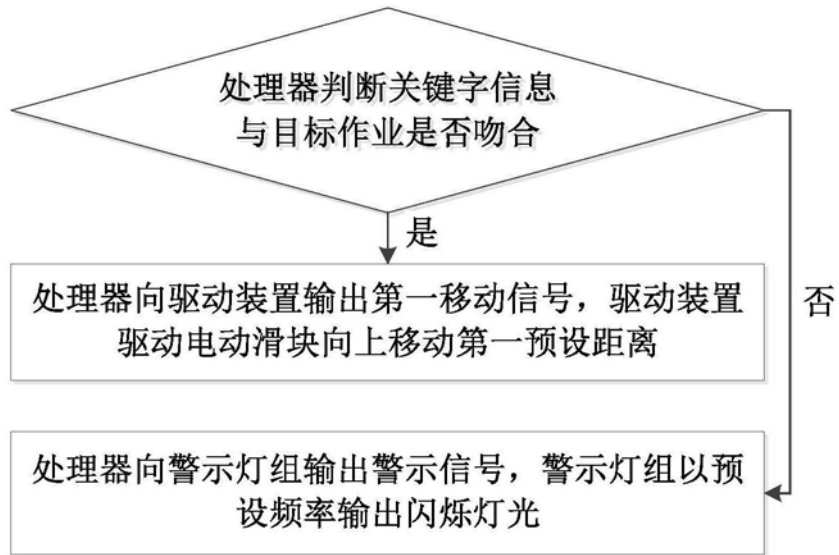 处理器判断关键字信息
与目标作业是否吻合
是
处理器向驱动装置输出第一移动信号，驱动装置
驱动电动滑块向上移动第一预设距离
否
处理器向警示灯组输出警示信号，警示灯组以预
设频率输出闪烁灯光